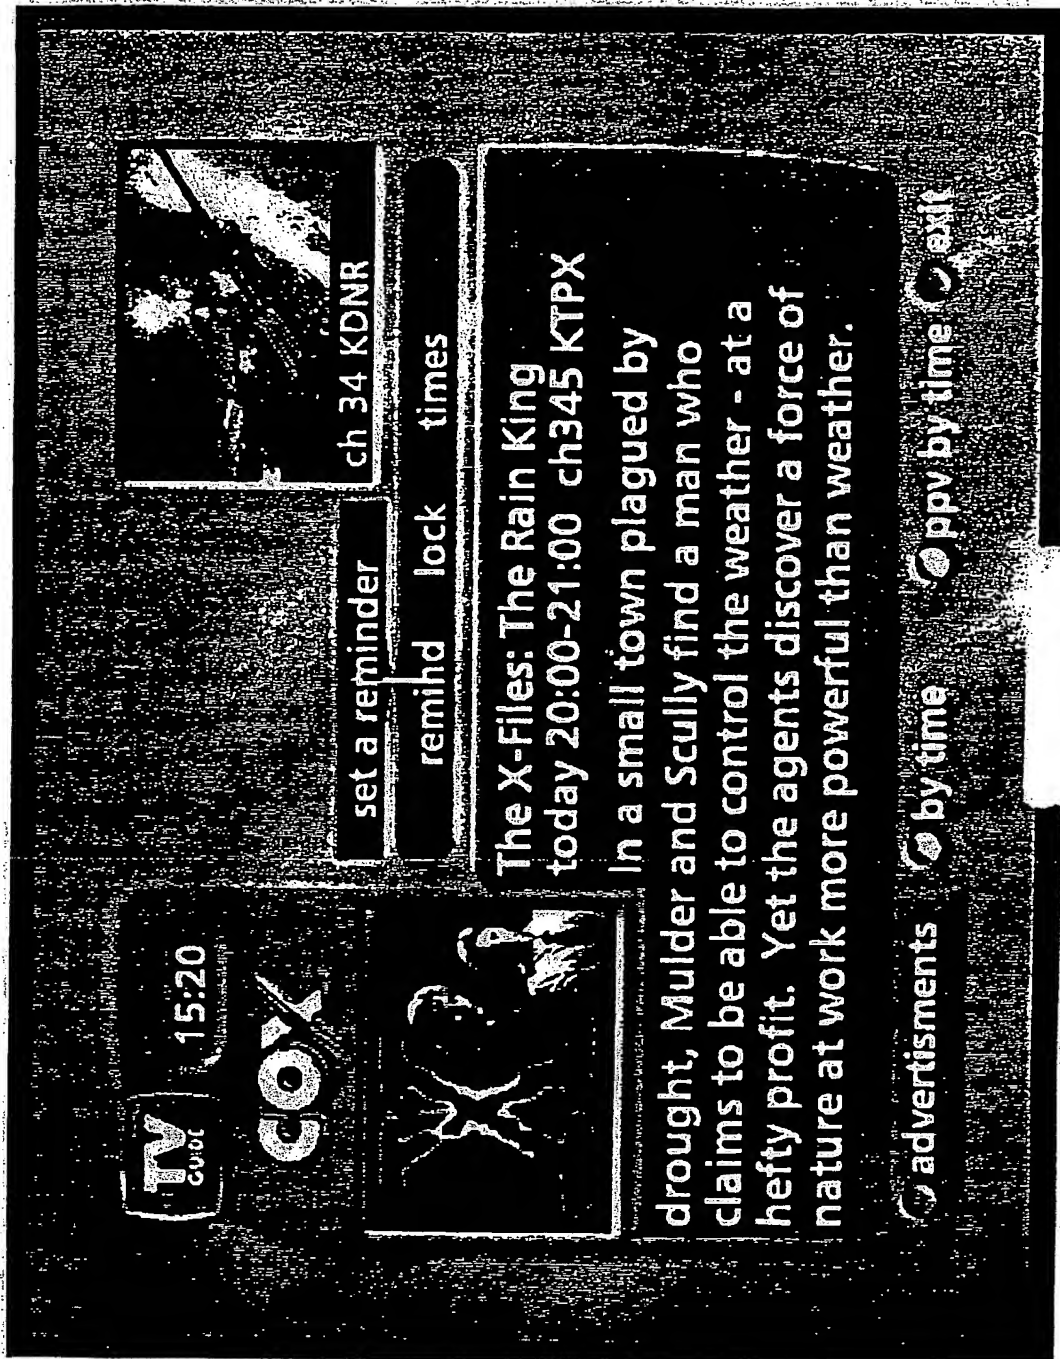 TV
GUIDE
15:20
COX
ch 34 KDNR
set a reminder
remind lock times
The X-Files: The Rain King
today 20:00-21:00 ch345 KTPX
In a small town plagued by
drought, Mulder and Scully find a man who
claims to be able to control the weather - at a
hefty profit. Yet the agents discover a force of
nature at work more powerful than weather.
advertisments by time ppv by time exit